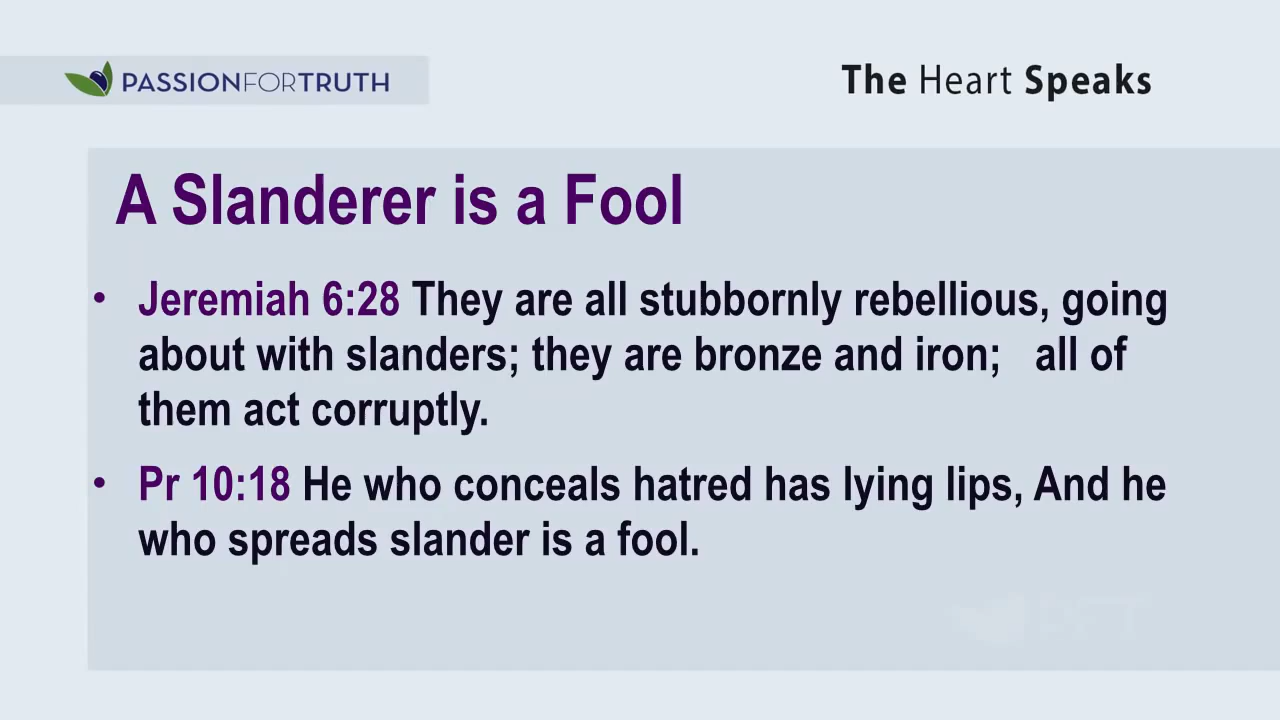 PASSIONFORTRUTH
The Heart Speaks
A Slanderer is a Fool
• Jeremiah 6:28 They are all stubbornly rebellious, going
about with slanders; they are bronze and iron; all of
them act corruptly.
• Pr 10:18 He who conceals hatred has lying lips, And he
who spreads slander is a fool.
PFT